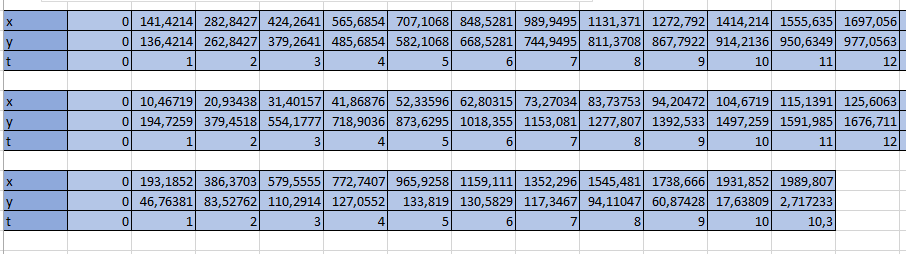 x 0 141,4214 282,8427 424,2641 565,6854 707,1068 848,5281 989,9495 1131,371 1272,792 1414,214 1555,635 1697,056
y 0 136,4214 262,8427 379,2641 485,6854 582,1068 668,5281 744,9495 811,3708 867,7922 914,2136 950,6349 977,0563
t 0 1 2 3 4 5 6 7 8 9 10 11 12
x 0 10,46719 20,93438 31,40157 41,86876 52,33596 62,80315 73,27034 83,73753 94,20472 104,6719 115,1391 125,6063
y 0 194,7259 379,4518 554,1777 718,9036 873,6295 1018,355 1153,081 1277,807 1392,533 1497,259 1591,985 1676,711
t 0 1 2 3 4 5 6 7 8 9 10 11 12
x 0 193,1852 386,3703 579,5555 772,7407 965,9258 1159,111 1352,296 1545,481 1738,666 1931,852 1989,807
y 0 46,76381 83,52762 110,2914 127,0552 133,819 130,5829 117,3467 94,11047 60,87428 17,63809 2,717233
t 0 1 2 3 4 5 6 7 8 9 10 10,3